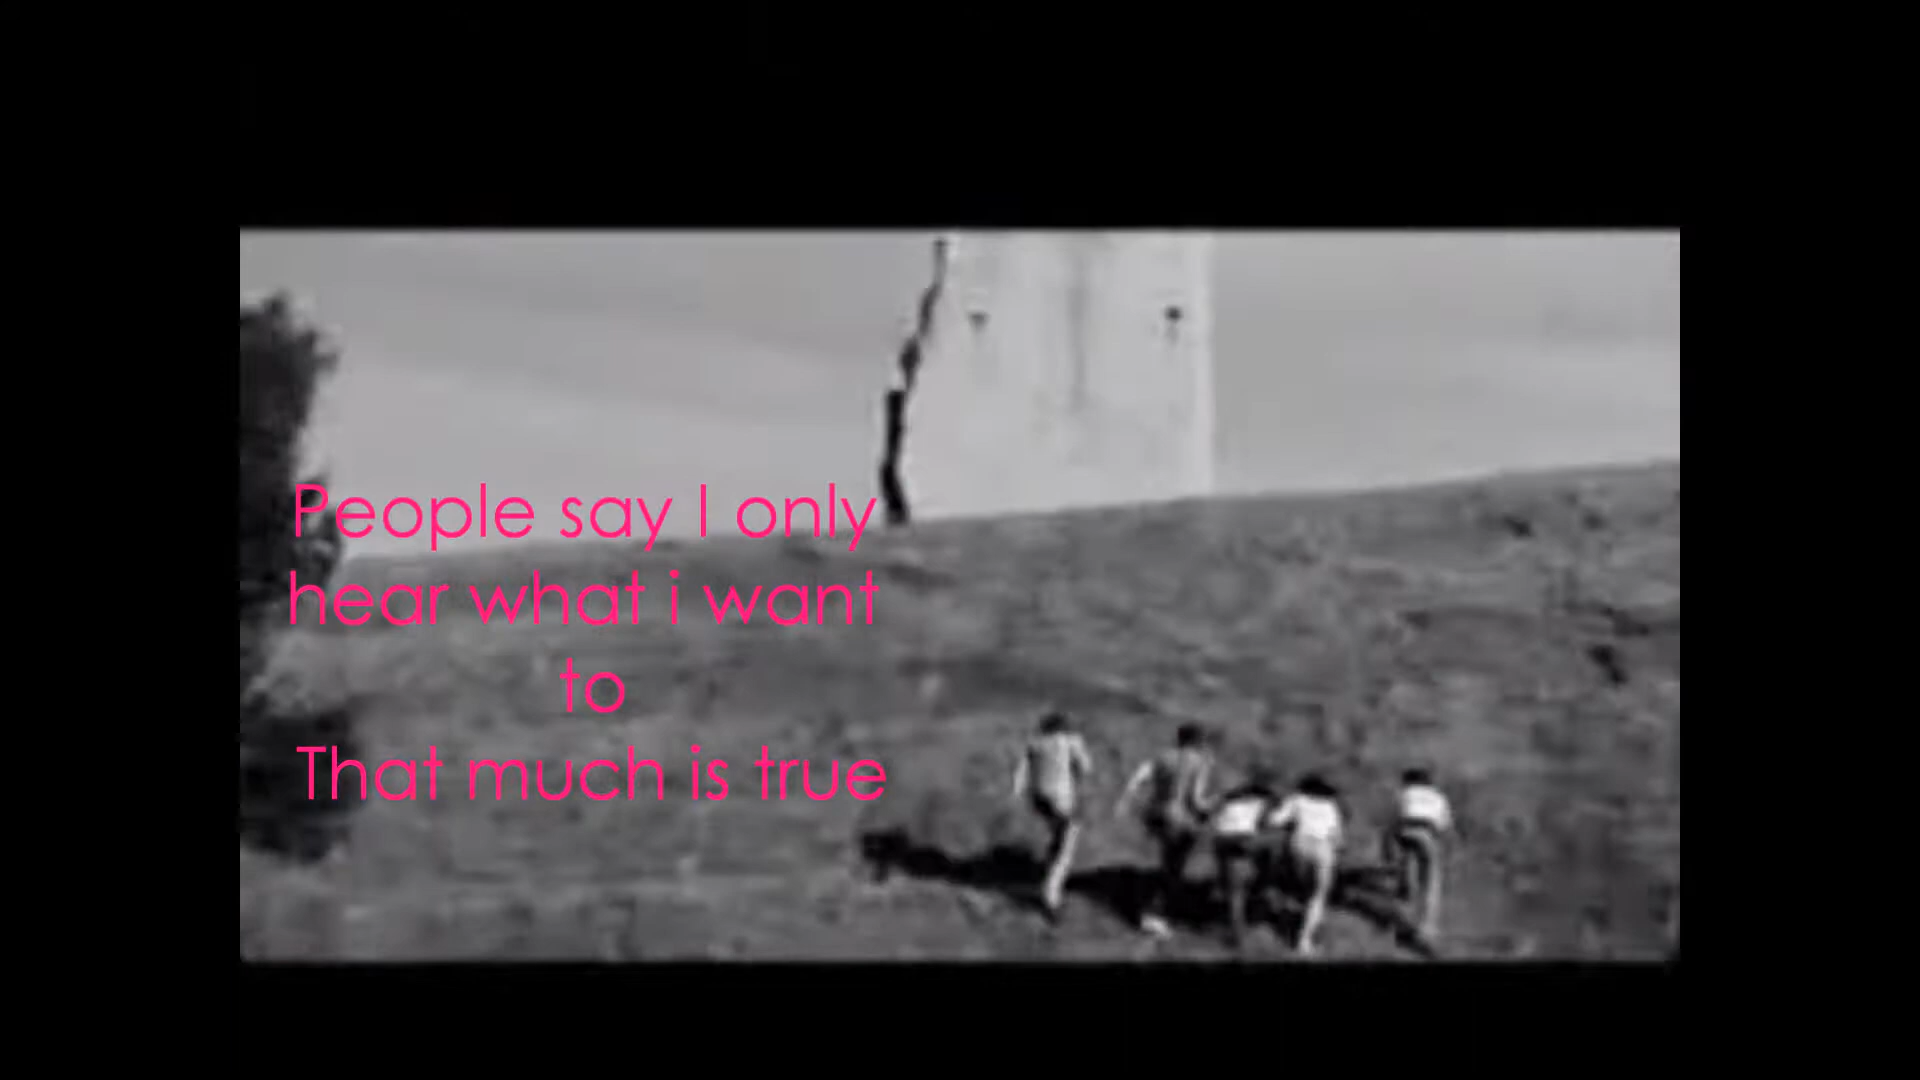 People say I only
hear what i want
to
That much is true